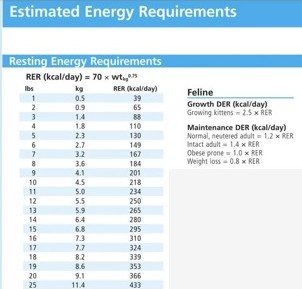 Estimated Energy Requirements
Resting Energy Requirements
RER (kcal/day) = 70 × wtkg0.75
lbs kg RER (kcal/day)
1 0.5 39
2 0.9 65
3 1.4 88
4 1.8 110
5 2.3 130
6 2.7 149
7 3.2 167
8 3.6 184
9 4.1 201
10 4.5 218
11 5.0 234
12 5.5 250
13 5.9 265
14 6.4 280
15 6.8 295
16 7.3 310
17 7.7 324
18 8.2 339
19 8.6 353
20 9.1 366
25 11.4 433
Feline
Growth DER (kcal/day)
Growing kittens = 2.5 × RER
Maintenance DER (kcal/day)
Normal, neutered adult = 1.2 × RER
Intact adult = 1.4 × RER
Obese prone = 1.0 × RER
Weight loss = 0.8 × RER